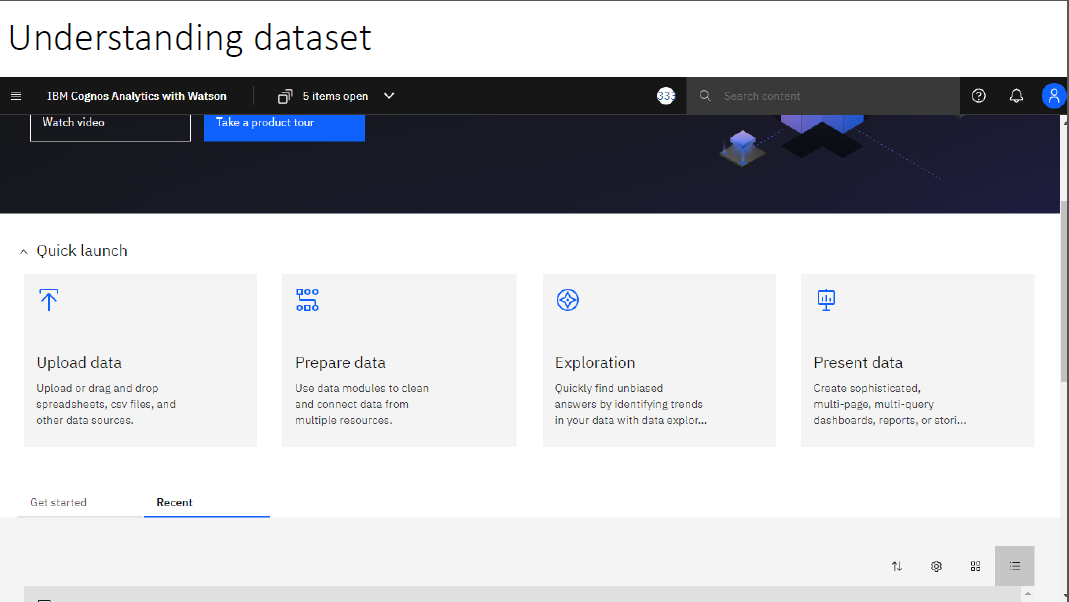 Understanding dataset
IBM Cognos Analytics with Watson
5 items open
Search content
Watch video
Take a product tour
Quick launch
Upload data
Upload or drag and drop
spreadsheets, csv files, and
other data sources.
Prepare data
Use data modules to clean
and connect data from
multiple resources.
Exploration
Quickly find unbiased
answers by identifying trends
in your data with data explor...
Present data
Create sophisticated,
multi-page, multi-query
dashboards, reports, or stori...
Get started
Recent